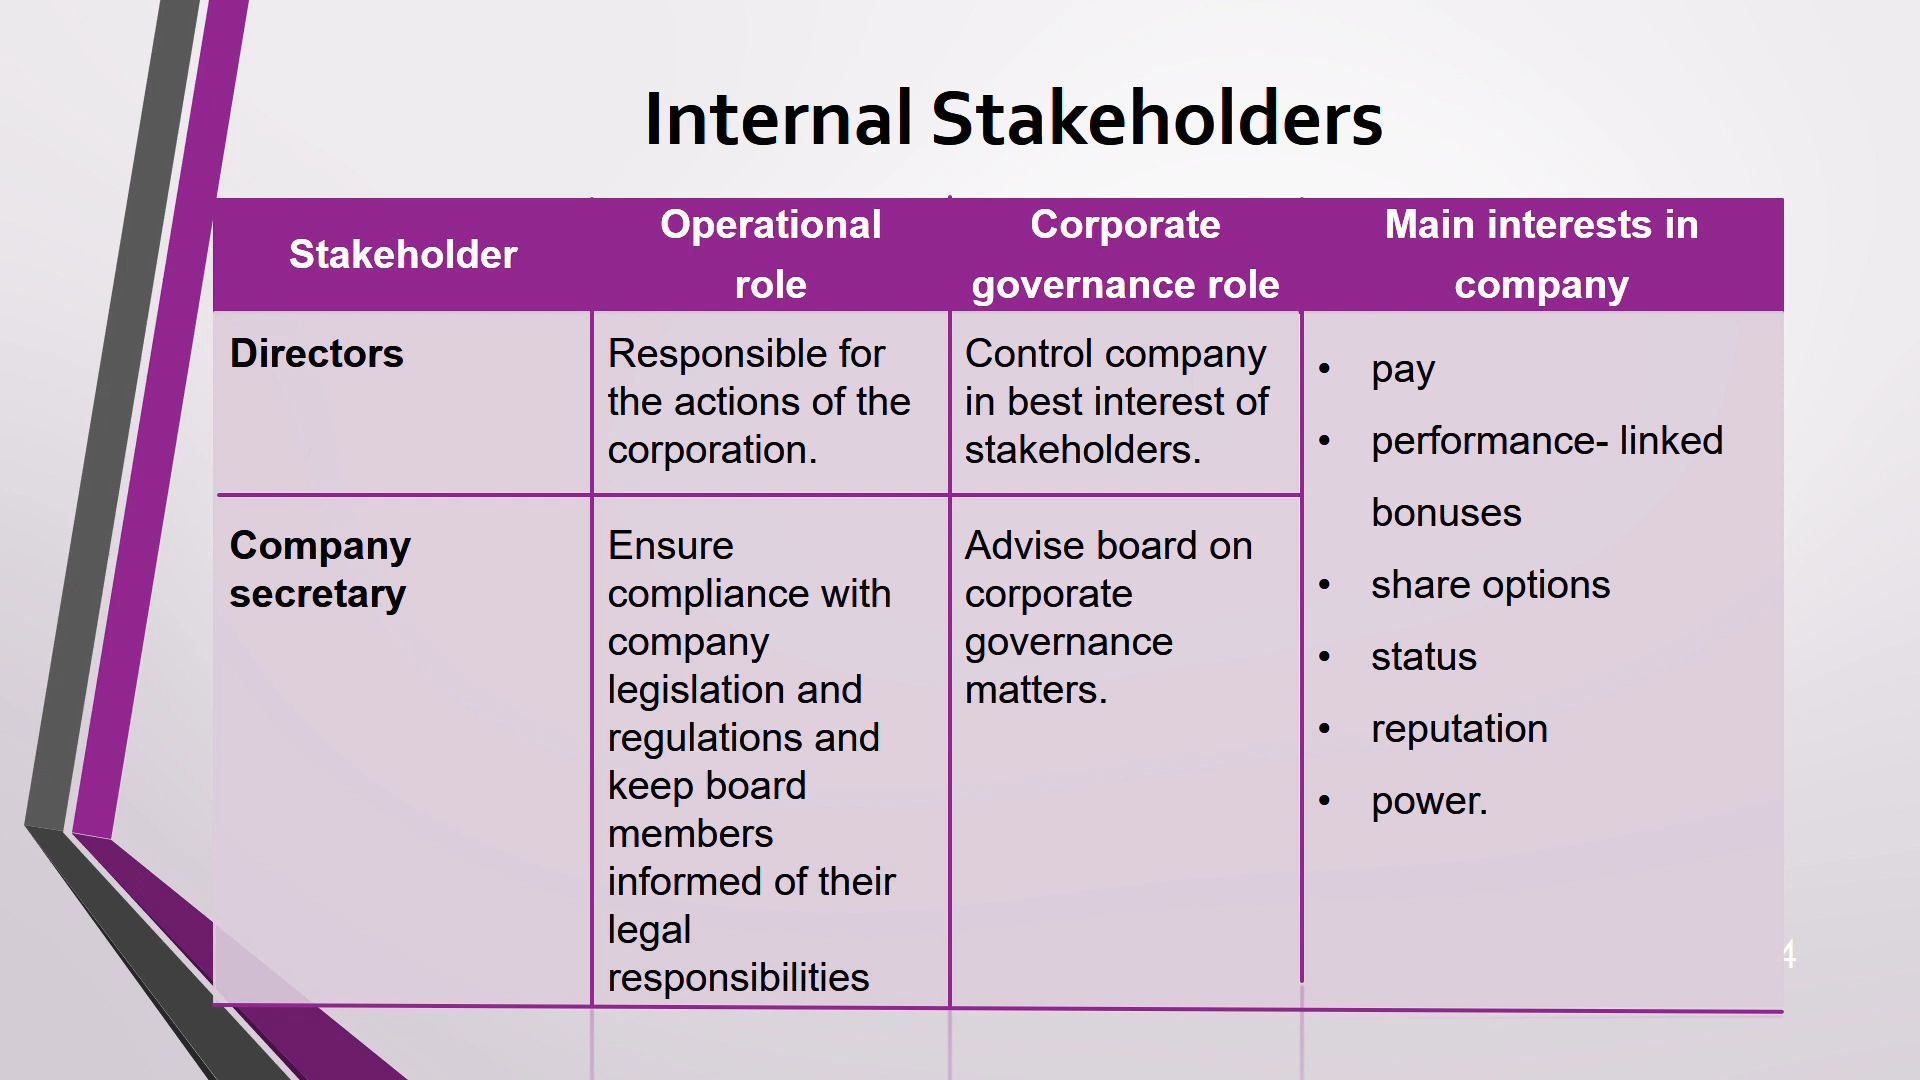 Internal Stakeholders
Stakeholder
Operational
role
Corporate
governance role
Main interests in
company
Directors
Responsible for
the actions of the
corporation.
Control company
in best interest of
stakeholders.
• pay
• performance- linked
bonuses
• share options
• status
• reputation
• power.
Company
secretary
Ensure
compliance with
company
legislation and
regulations and
keep board
members
informed of their
legal
responsibilities
Advise board on
corporate
governance
matters.
4